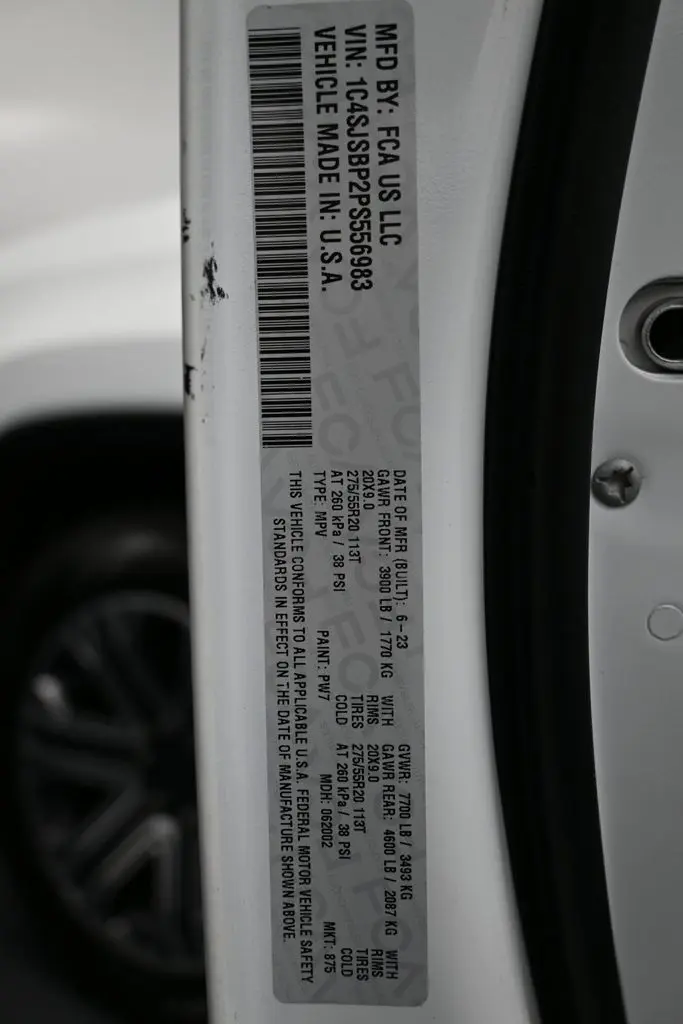 MFD BY: FCA US LLC
VIN: 1C4SJSBP2PS556983
VEHICLE MADE IN: U.S.A.
DATE OF MFR (BUILT): 6-23 GVWR: 7700 LB / 3493 KG
GAWR FRONT: 3900 LB / 1770 KG WITH GAWR REAR: 4600 LB / 2087 KG WITH
20X9.0 RIMS 20X9.0 RIMS
275/55R20 113T TIRES 275/55R20 113T TIRES
AT 260 kPa / 38 PSI COLD AT 260 kPa / 38 PSI COLD
TYPE: MPV PAINT: PW7 MDH: 062002 MKT: 875
THIS VEHICLE CONFORMS TO ALL APPLICABLE U.S.A. FEDERAL MOTOR VEHICLE SAFETY
STANDARDS IN EFFECT ON THE DATE OF MANUFACTURE SHOWN ABOVE.